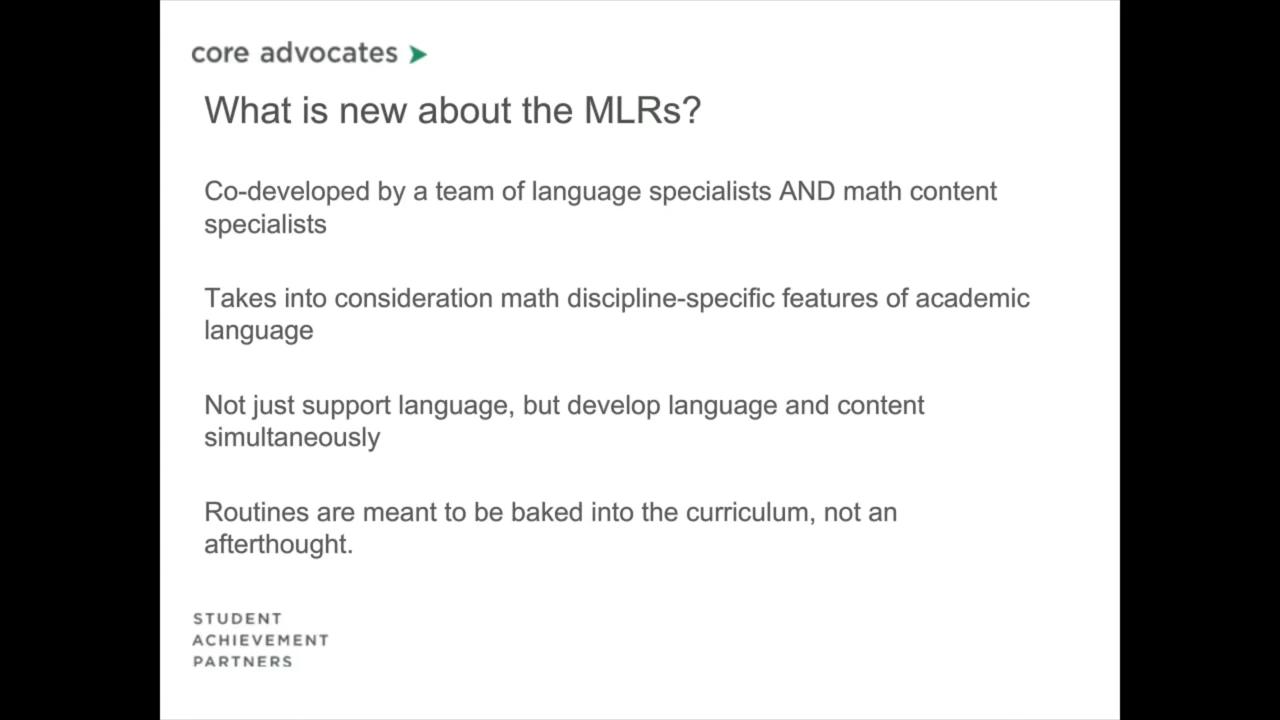 core advocates
What is new about the MLRs?
Co-developed by a team of language specialists AND math content
specialists
Takes into consideration math discipline-specific features of academic
language
Not just support language, but develop language and content
simultaneously
Routines are meant to be baked into the curriculum, not an
afterthought.
STUDENT
ACHIEVEMENT
PARTNERS